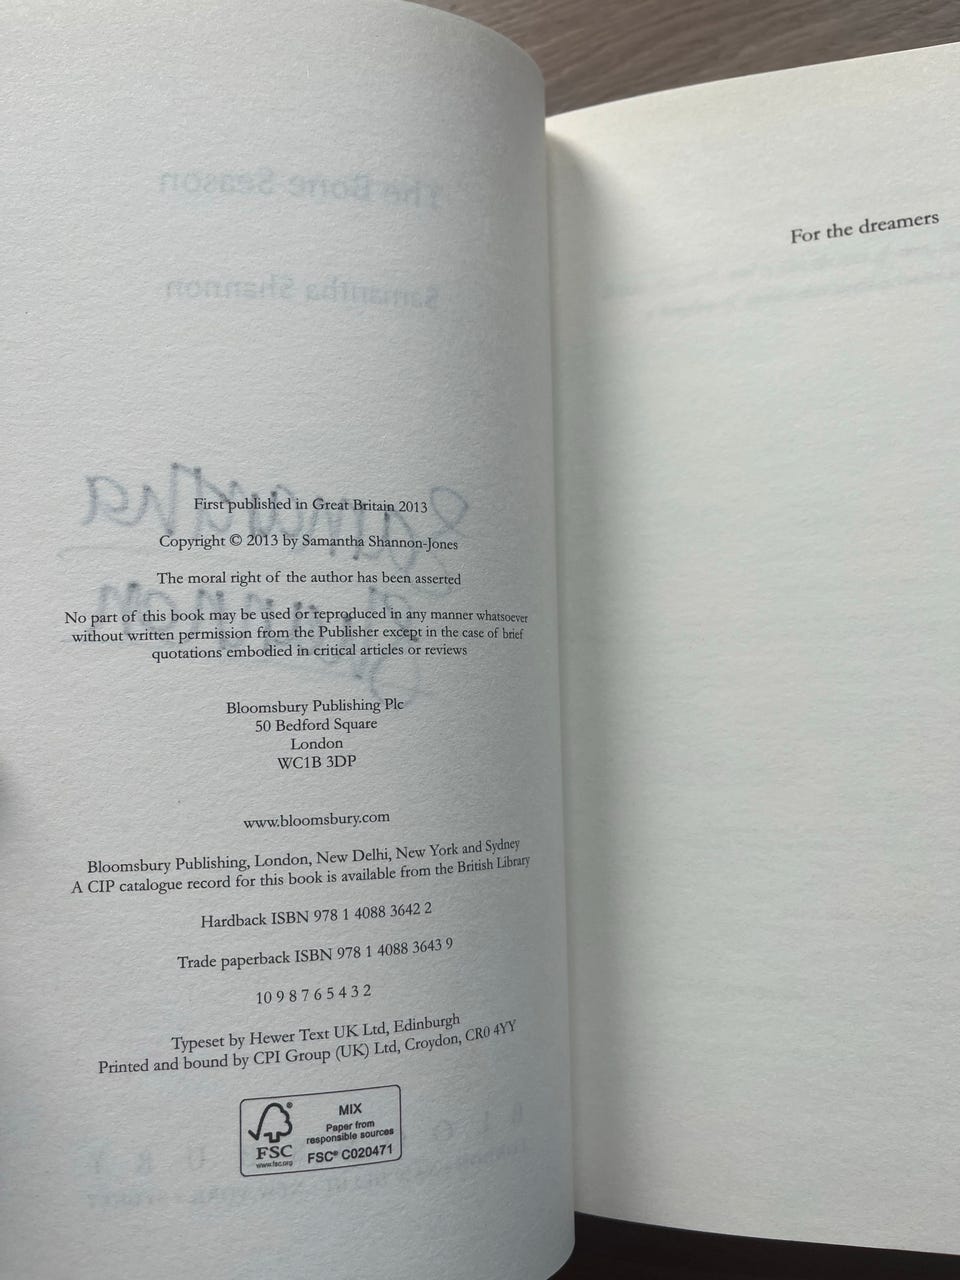 The Bone Season
Samantha Shannon
Samantha
Shannon
First published in Great Britain 2013
Copyright © 2013 by Samantha Shannon-Jones
The moral right of the author has been asserted
No part of this book may be used or reproduced in any manner whatsoever
without written permission from the Publisher except in the case of brief
quotations embodied in critical articles or reviews
Bloomsbury Publishing Plc
50 Bedford Square
London
WC1B 3DP
www.bloomsbury.com
Bloomsbury Publishing, London, New Delhi, New York and Sydney
A CIP catalogue record for this book is available from the British Library
Hardback ISBN 978 1 4088 3642 2
Trade paperback ISBN 978 1 4088 3643 9
10 9 8 7 6 5 4 3 2
Typeset by Hewer Text UK Ltd, Edinburgh
Printed and bound by CPI Group (UK) Ltd, Croydon, CR0 4YY
FSC®
www.fsc.org
MIX
Paper from
responsible sources
FSC® C020471
For the dreamers